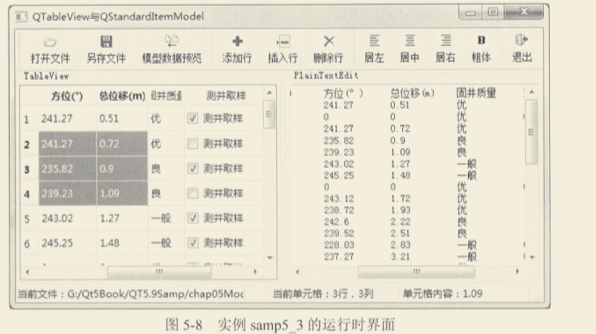 QTableView与QStandardItemModel
打开文件 另存文件 模型数据预览 添加行 插入行 删除行 居左 居中 居右 粗体 退出
TableView PlainTextEdit
方位(°) 总位移(m) 固井质量 测井取样
1 241.27 0.51 优 测井取样
2 241.27 0.72 优 测井取样
3 235.82 0.9 良 测井取样
4 239.23 1.09 良 测井取样
5 243.02 1.27 一般 测井取样
6 245.25 1.48 一般 测井取样
方位(°) 总位移(m) 固井质量
241.27 0.51 优
0 0 优
241.27 0.72 优
235.82 0.9 良
239.23 1.09 良
243.02 1.27 一般
245.25 1.48 一般
0 0 优
243.12 1.72 优
238.72 1.93 优
242.6 2.22 良
239.52 2.51 良
228.03 2.83 一般
237.27 3.21 一般
当前文件：G:/Qt5Book/QT5.9Samp/chap05Moc 当前单元格：3行，3列 单元格内容：1.09
图 5-8 实例 samp5_3 的运行时界面